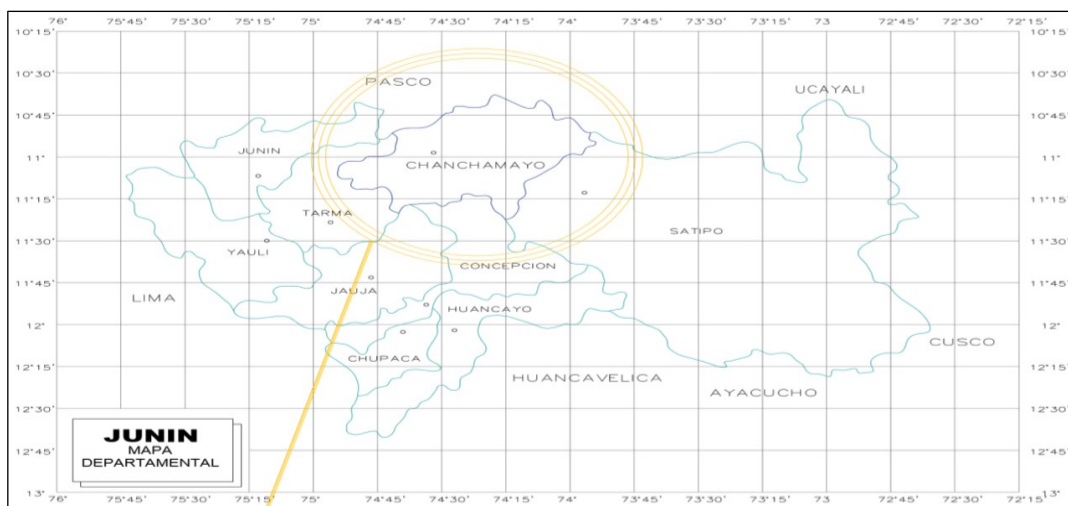 76° 75°45' 75°30' 75°15' 75° 74°45' 74°30' 74°15' 74° 73°45' 73°30' 73°15' 73 72°45' 72°30' 72°15'
10°15' 10°15'
10°30' PASCO 10°30'
UCAYALI
10°45' 10°45'
JUNIN
11° CHANCHAMAYO 11°
11°15' 11°15'
TARMA
SATIPO
11°30' 11°30'
YAULI
CONCEPCION
11°45' 11°45'
JAUJA
LIMA
HUANCAYO
12° 12°
CUSCO
CHUPACA
12°15' 12°15'
HUANCAVELICA
AYACUCHO
12°30' 12°30'
JUNIN
MAPA
DEPARTAMENTAL
12°45' 12°45'
13° 13°
76° 75°45' 75°30' 75°15' 75° 74°45' 74°30' 74°15' 74° 73°45' 73°30' 73°15' 73 72°45' 72°30' 72°15'